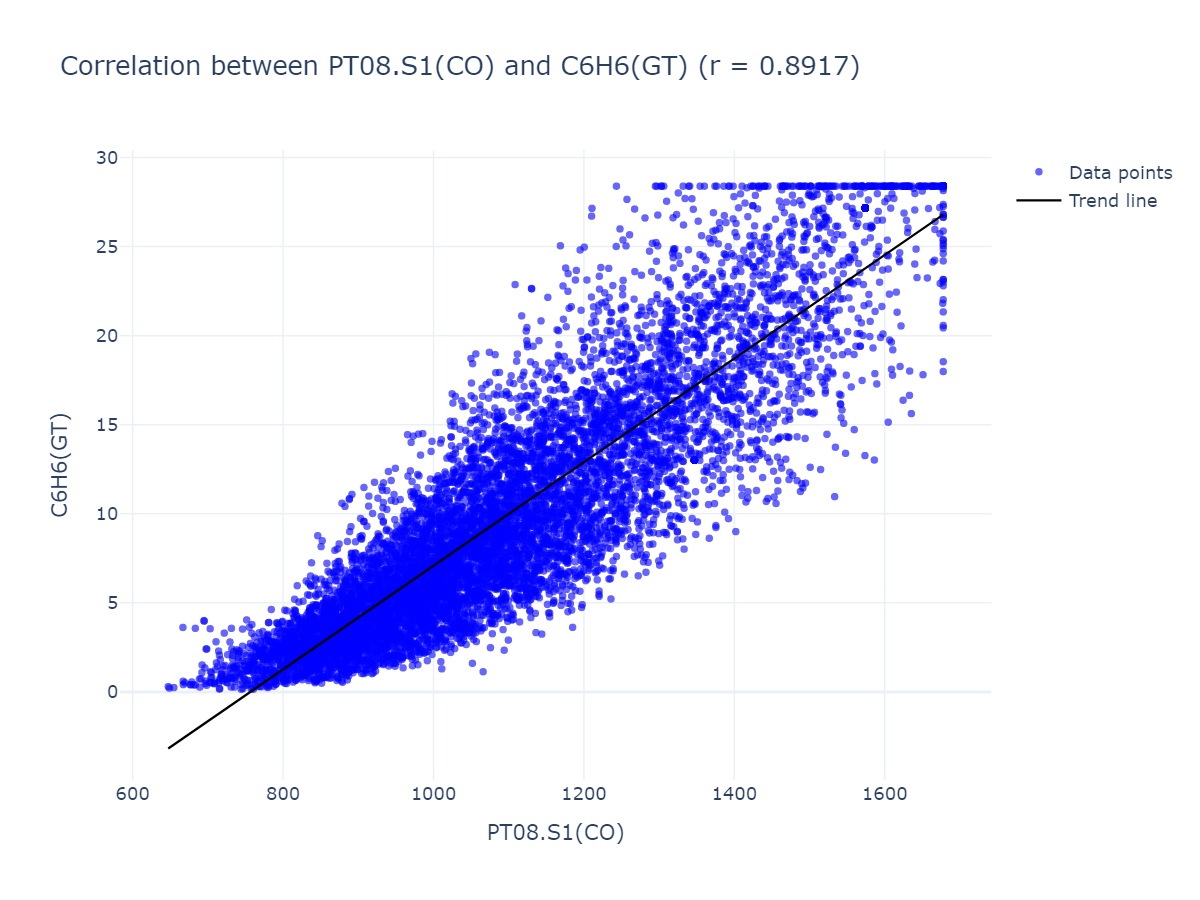 Correlation between PT08.S1(CO) and C6H6(GT) (r = 0.8917)
Data points
Trend line
30
25
20
15
10
5
0
C6H6(GT)
600
800
1000
1200
1400
1600
PT08.S1(CO)